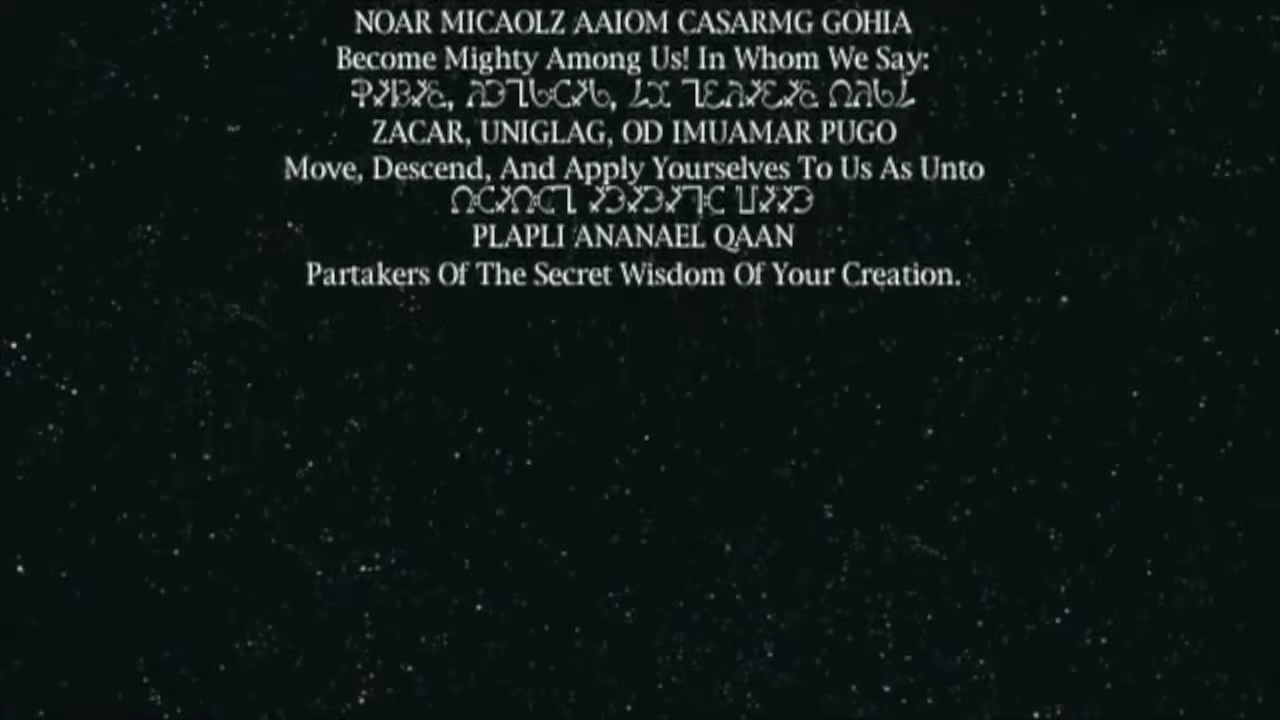 NOAR MICAOLZ AAIOM CASARMG GOHIA
Become Mighty Among Us! In Whom We Say:
ZACAR, UNIGLAG, OD IMUAMAR PUGO
Move, Descend, And Apply Yourselves To Us As Unto
PLAPLI ANANAEL QAAN
Partakers Of The Secret Wisdom Of Your Creation.